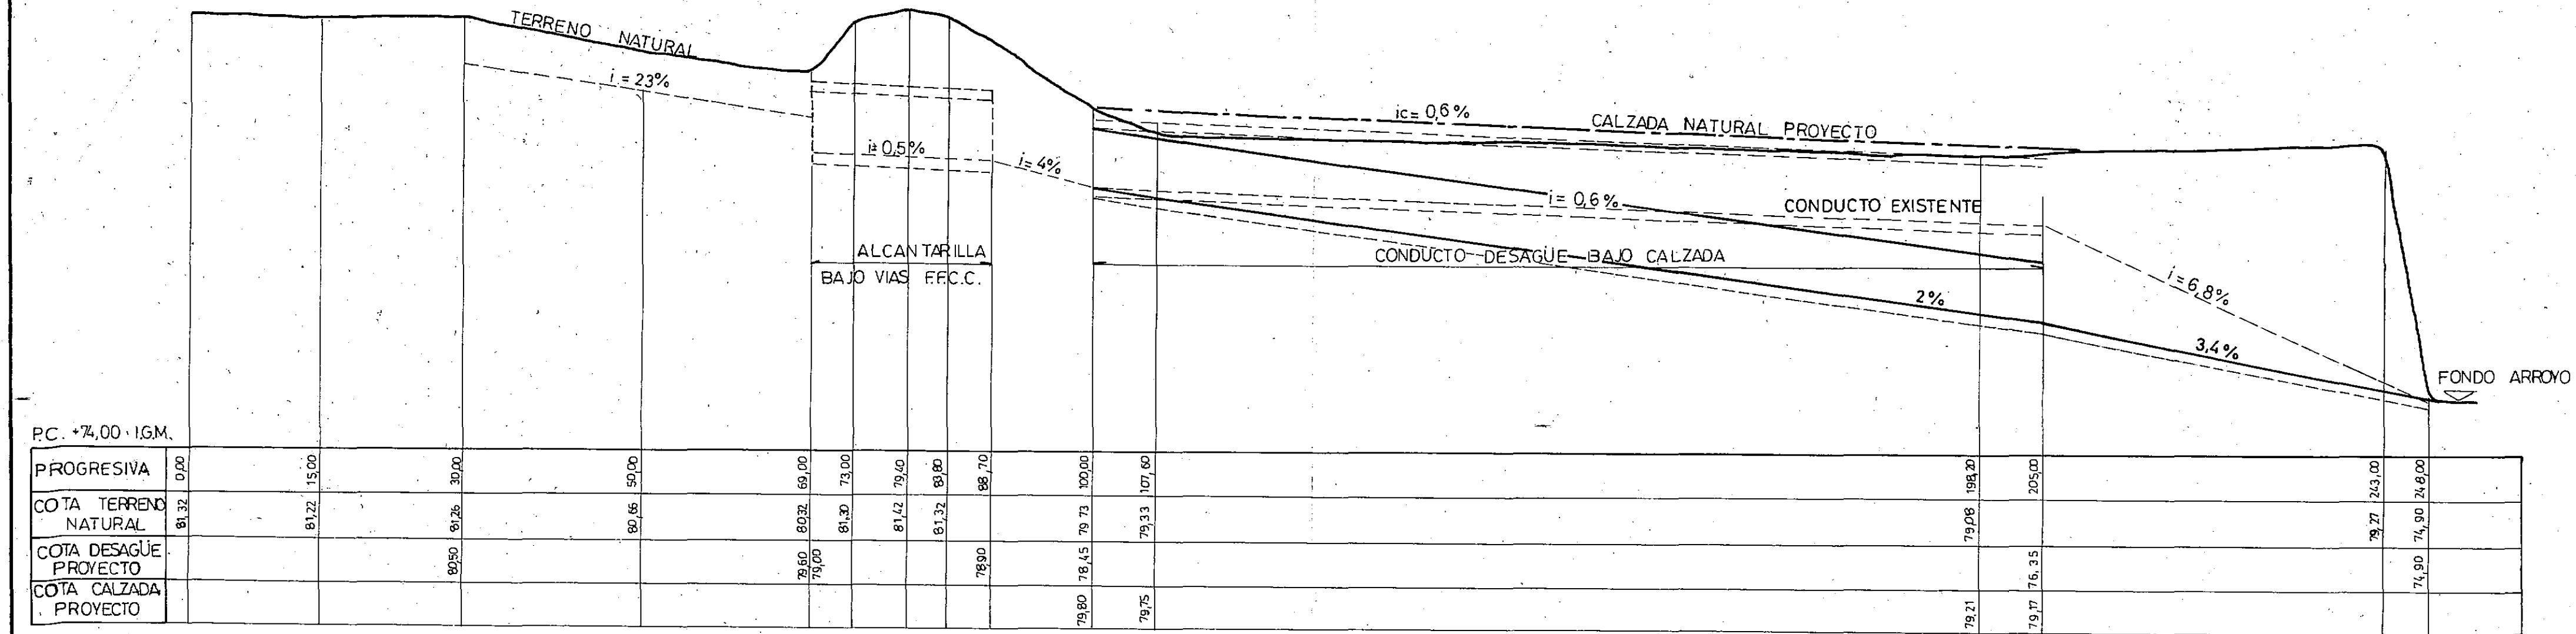 TERRENO NATURAL
i = 23%
i= 0,5%
i= 4%
ic= 0,6%
CALZADA NATURAL PROYECTO
i= 0,6%
CONDUCTO EXISTENTE
ALCANTARILLA
BAJO VIAS F.F.C.C.
CONDUCTO DESAGÜE BAJO CALZADA
2%
i=6,8%
3,4%
FONDO ARROYO
P.C. +74,00 I.G.M.
PROGRESIVA 0,00 15,00 30,00 50,00 69,00 73,00 79,40 83,80 88,70 100,00 107,60 198,20 205,00 243,00 248,00
COTA TERRENO NATURAL 81,32 81,22 81,26 80,66 80,32 81,30 81,42 81,32 79,73 79,33 79,08 79,27 74,90
COTA DESAGÜE PROYECTO 80,50 79,60 79,00 78,90 78,45 76,35 74,90
COTA CALZADA PROYECTO 79,80 79,75 79,21 79,17